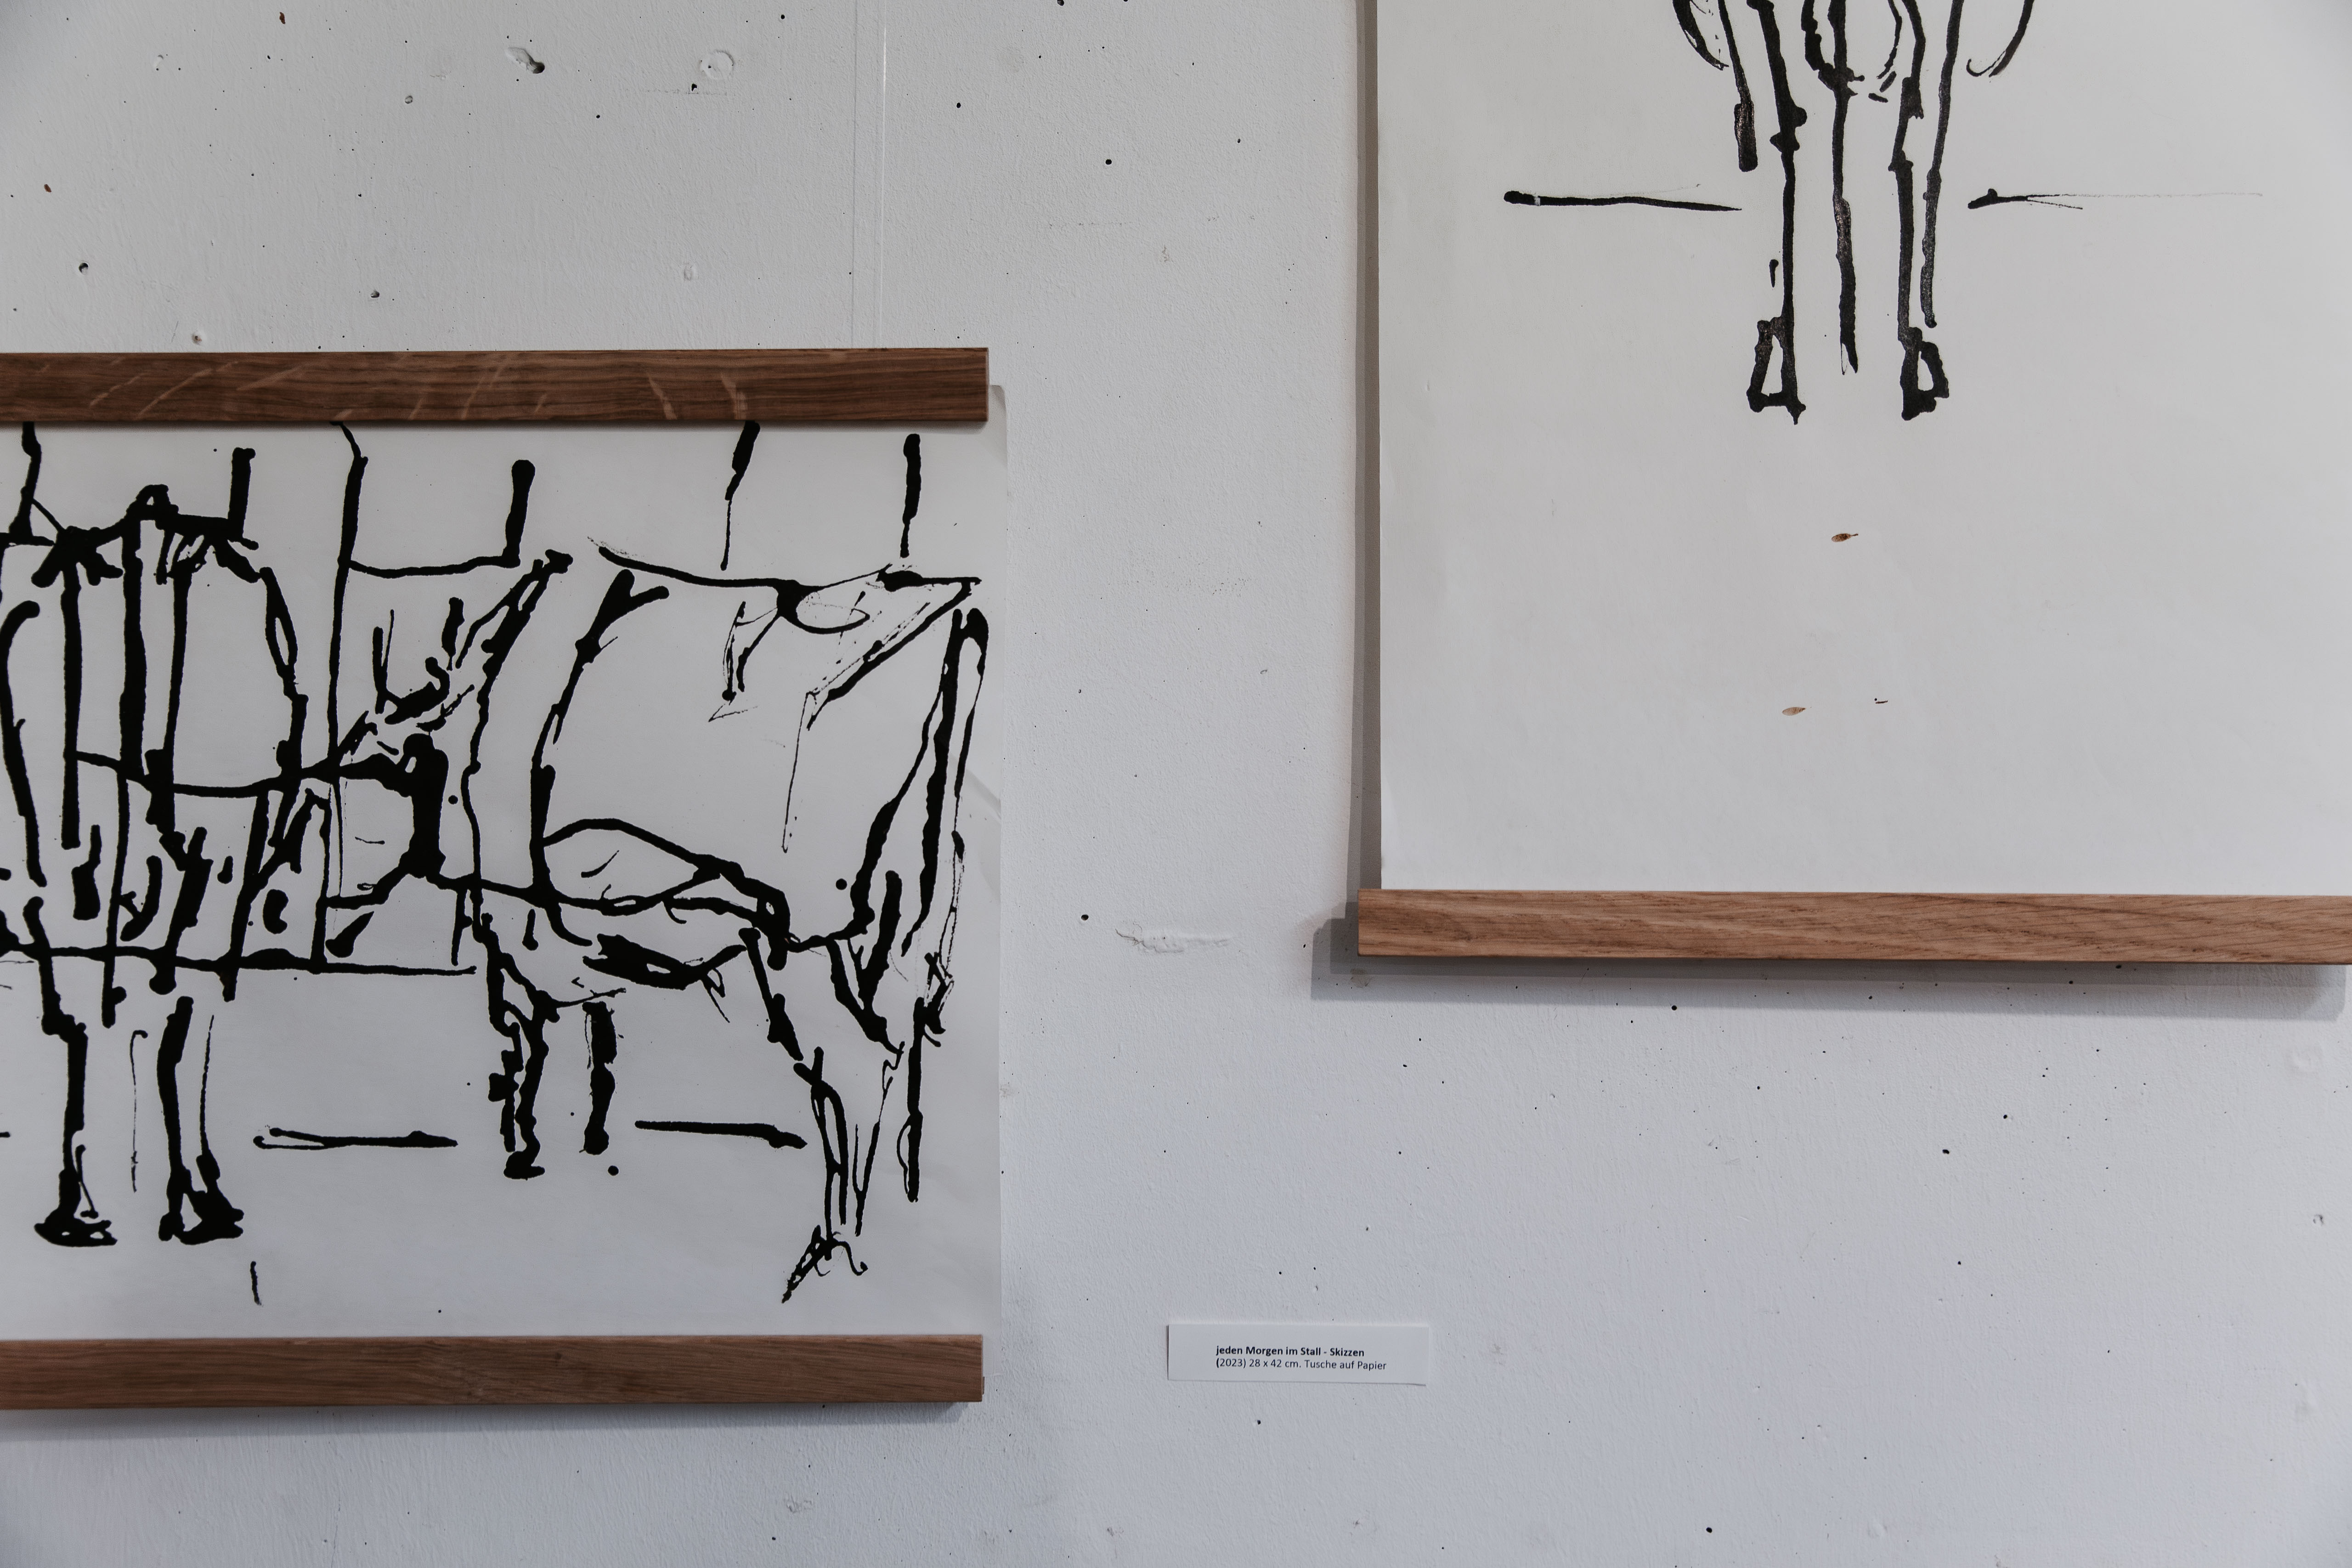 jeden Morgen im Stall - Skizzen
(2023) 28 x 42 cm. Tusche auf Papier